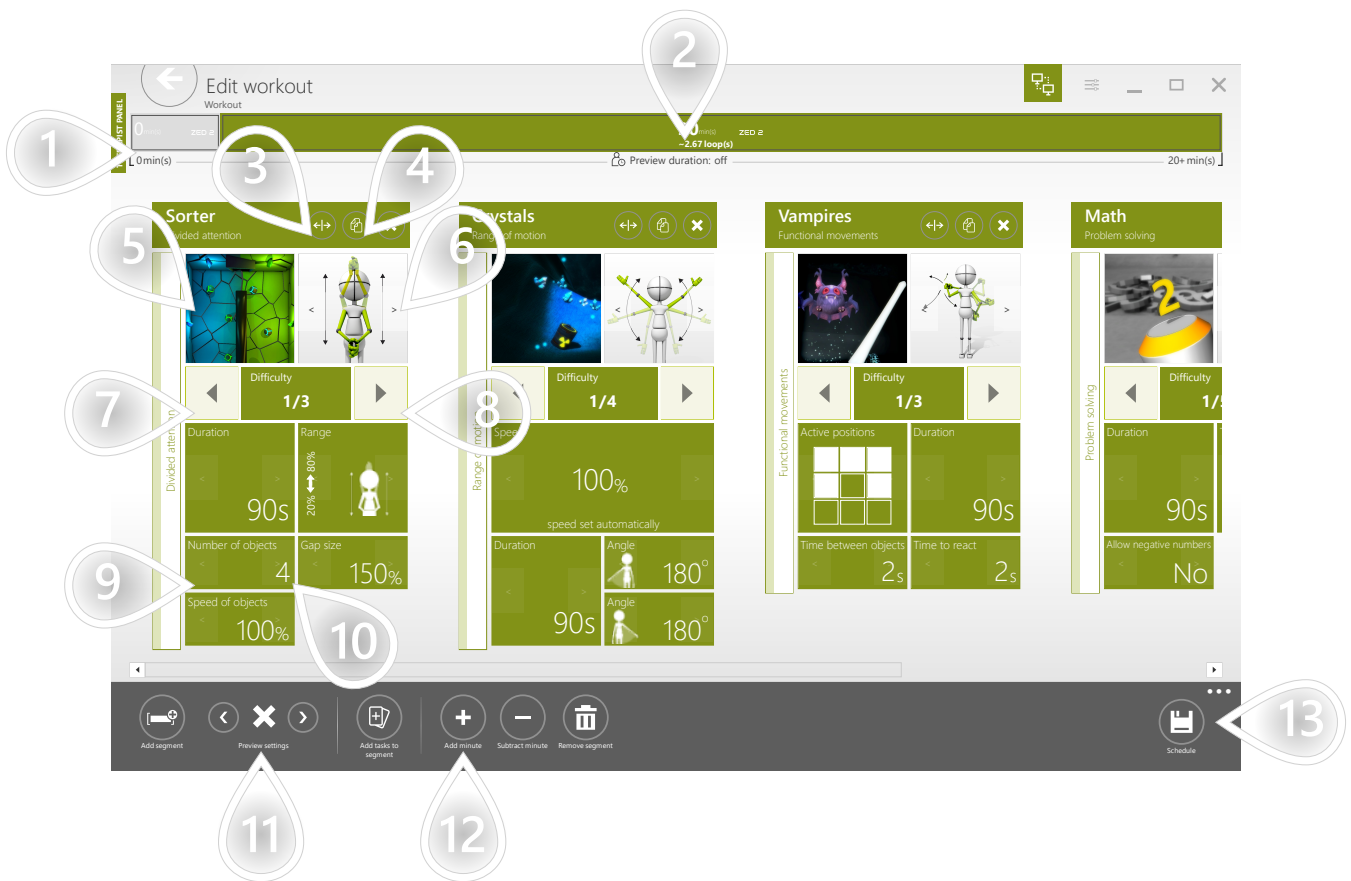 2
Edit workout
Workout
0min(s)
ZED 2
min(s)
ZED 2
~2.67 loop(s)
1
0min(s)
Preview duration: off
20+ min(s)
3
4
Sorter
Divided attention
Crystals
Range of motion
Vampires
Functional movements
Math
Problem solving
5
6
2
Difficulty
1/3
Difficulty
1/4
Difficulty
1/3
Difficulty
7
8
Divided attention
Range of motion
Functional movements
Problem solving
Duration
90s
Range
20% 80%
Speed
100%
speed set automatically
Active positions
Duration
90s
Duration
90s
Number of objects
4
Gap size
150%
Duration
90s
Angle
180°
Angle
180°
Time between objects
2s
Time to react
2s
Allow negative numbers
No
9
Speed of objects
100%
10
Add segment
Preview settings
Add tasks to
segment
Add minute
Subtract minute
Remove segment
Schedule
13
11
12